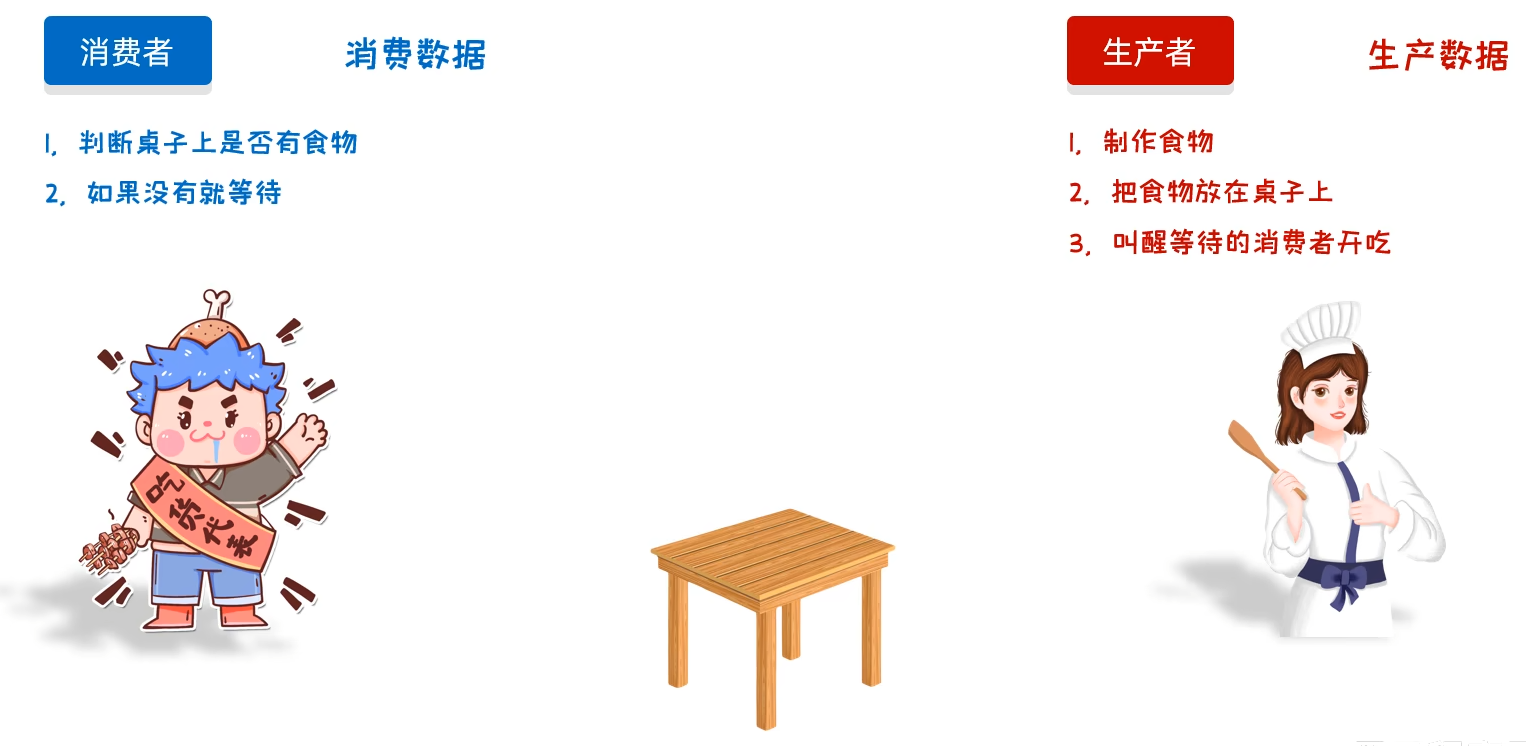 消费者
消费数据
1, 判断桌子上是否有食物
2, 如果没有就等待
吃货代表
生产者
生产数据
1, 制作食物
2, 把食物放在桌子上
3, 叫醒等待的消费者开吃